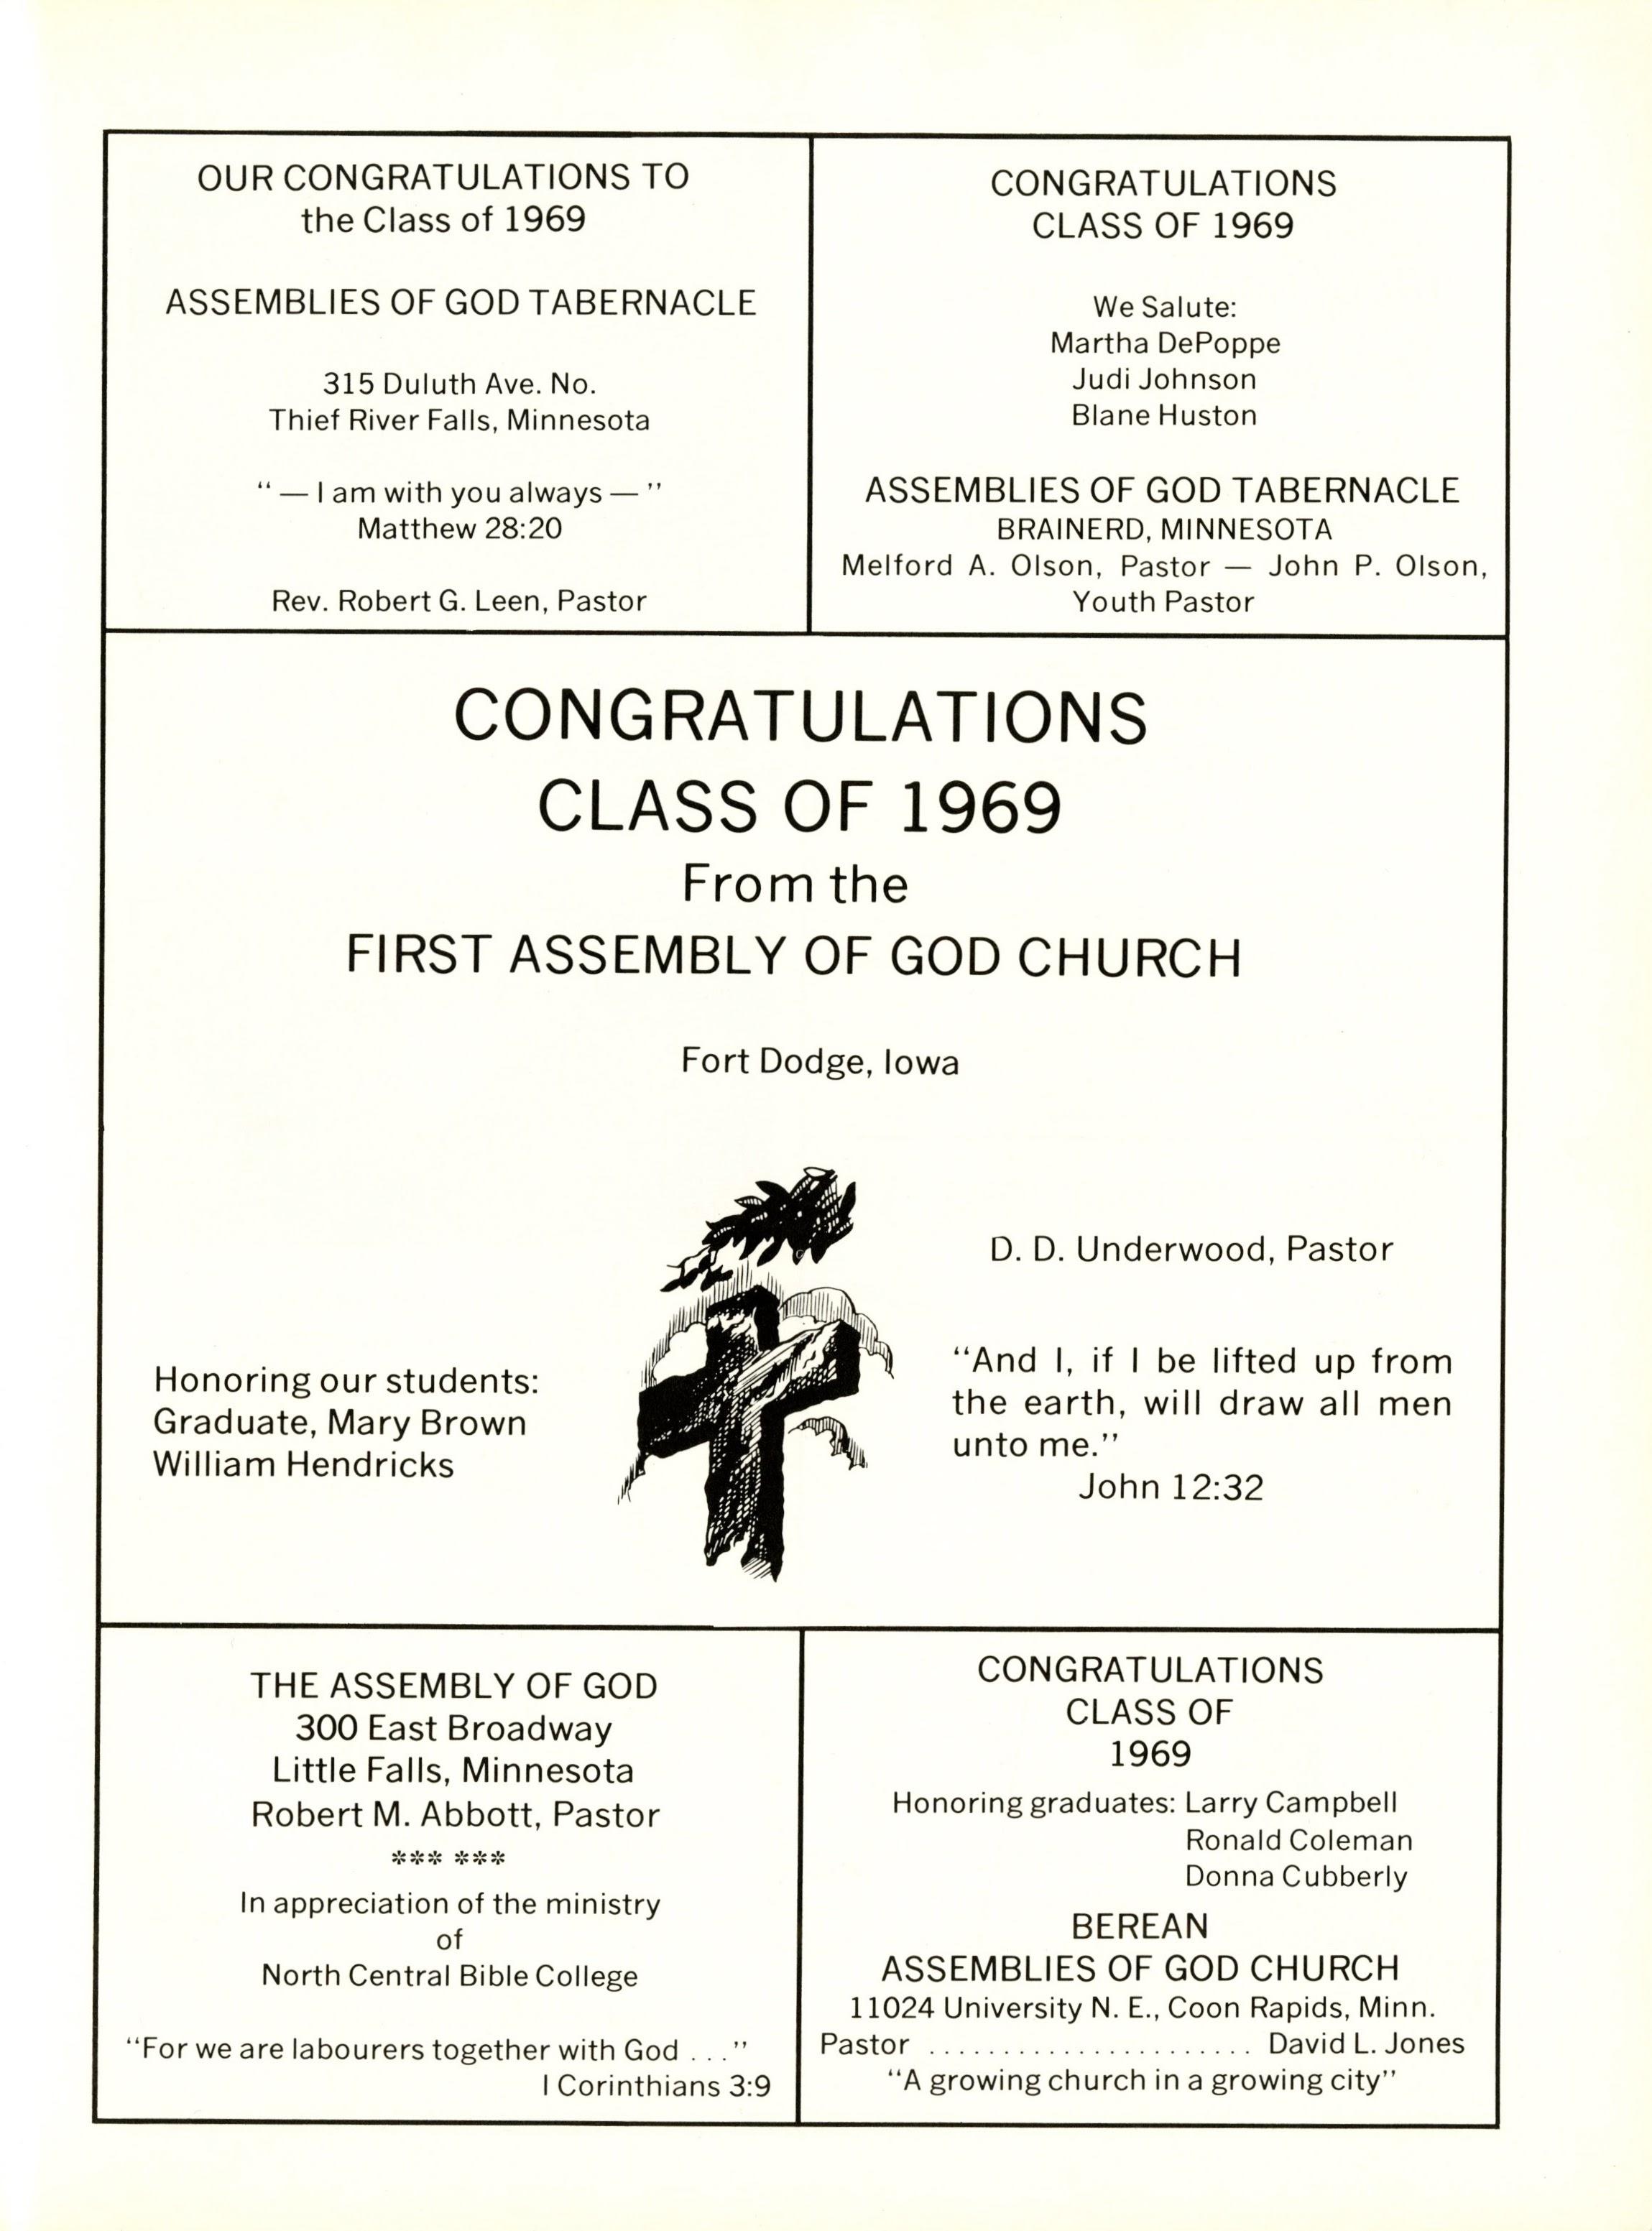 OUR CONGRATULATIONS TO
the Class of 1969
ASSEMBLIES OF GOD TABERNACLE
315 Duluth Ave. No.
Thief River Falls, Minnesota
“ — I am with you always — ”
Matthew 28:20
Rev. Robert G. Leen, Pastor
CONGRATULATIONS
CLASS OF 1969
We Salute:
Martha DePoppe
Judi Johnson
Blane Huston
ASSEMBLIES OF GOD TABERNACLE
BRAINERD, MINNESOTA
Melford A. Olson, Pastor — John P. Olson,
Youth Pastor
CONGRATULATIONS
CLASS OF 1969
From the
FIRST ASSEMBLY OF GOD CHURCH
Fort Dodge, Iowa
Honoring our students:
Graduate, Mary Brown
William Hendricks
D. D. Underwood, Pastor
“And I, if I be lifted up from
the earth, will draw all men
unto me.”
John 12:32
THE ASSEMBLY OF GOD
300 East Broadway
Little Falls, Minnesota
Robert M. Abbott, Pastor
*** ***
In appreciation of the ministry
of
North Central Bible College
“For we are labourers together with God . . .”
I Corinthians 3:9
CONGRATULATIONS
CLASS OF
1969
Honoring graduates: Larry Campbell
Ronald Coleman
Donna Cubberly
BEREAN
ASSEMBLIES OF GOD CHURCH
11024 University N. E., Coon Rapids, Minn.
Pastor . . . . . . . . . . . . . . . . . . . . . . David L. Jones
“A growing church in a growing city”